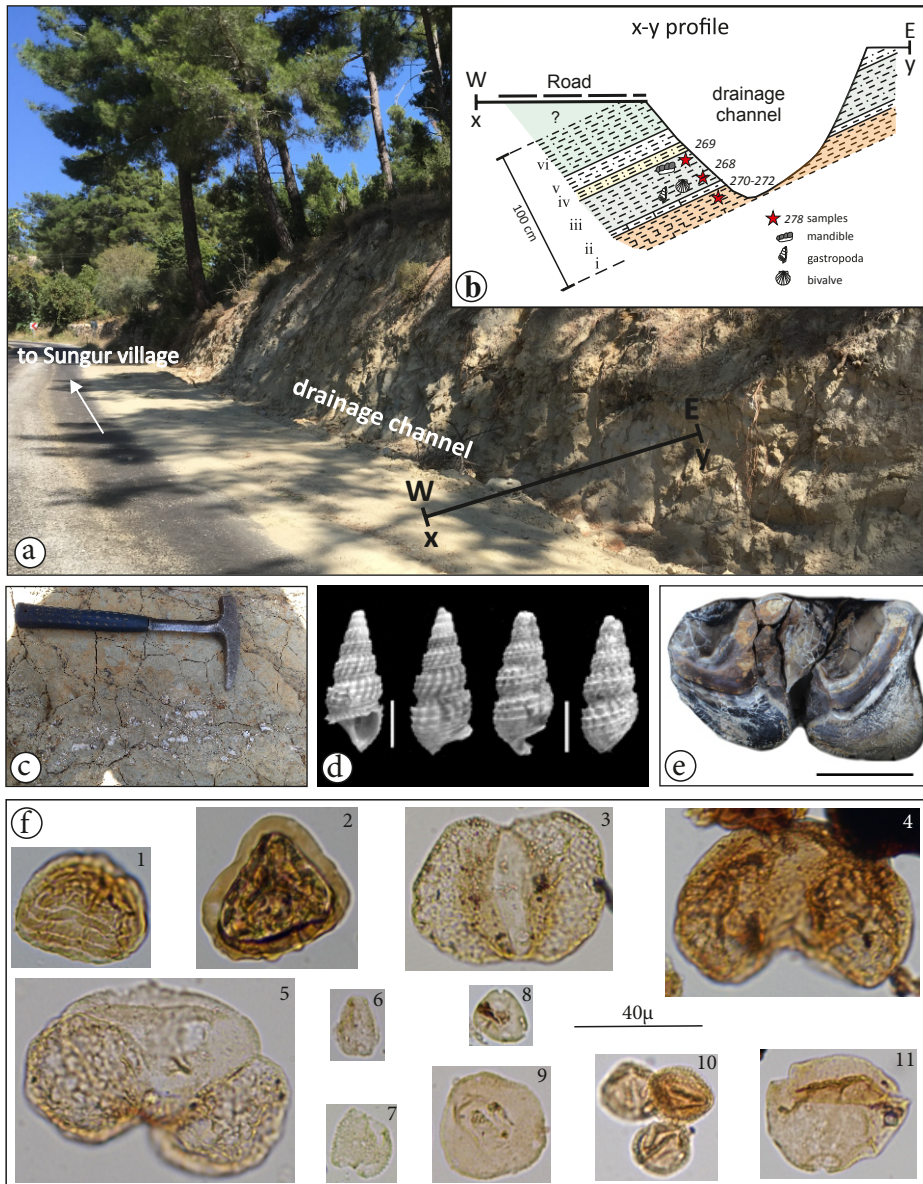 x-y profile
W
x
Road
E
y
drainage
channel
?
269
268
270-272
vi
v
iv
iii
ii
i
100 cm
278 samples
mandible
gastropoda
bivalve
b
to Sungur village
drainage channel
E
y
W
x
a
c
d
e
f
1
2
3
4
5
6
8
40µ
7
9
10
11